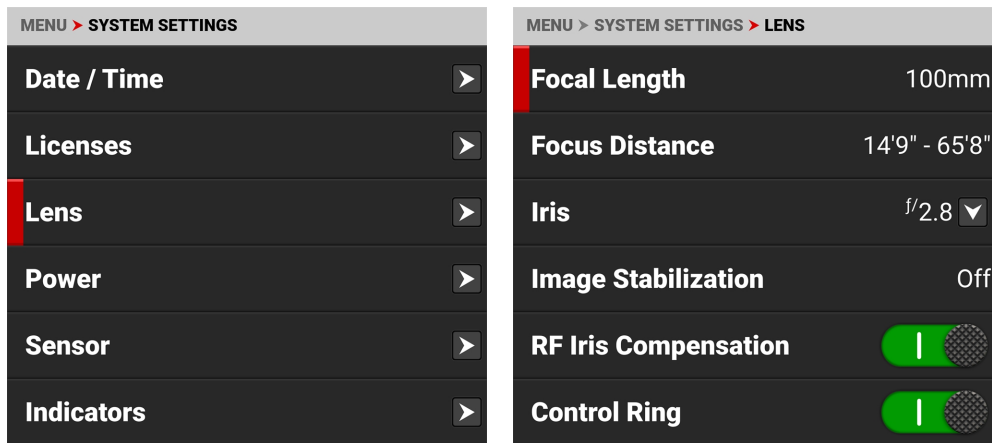 MENU > SYSTEM SETTINGS
Date / Time
Licenses
Lens
Power
Sensor
Indicators
MENU > SYSTEM SETTINGS > LENS
Focal Length 100mm
Focus Distance 14'9" - 65'8"
Iris ƒ/2.8
Image Stabilization Off
RF Iris Compensation
Control Ring